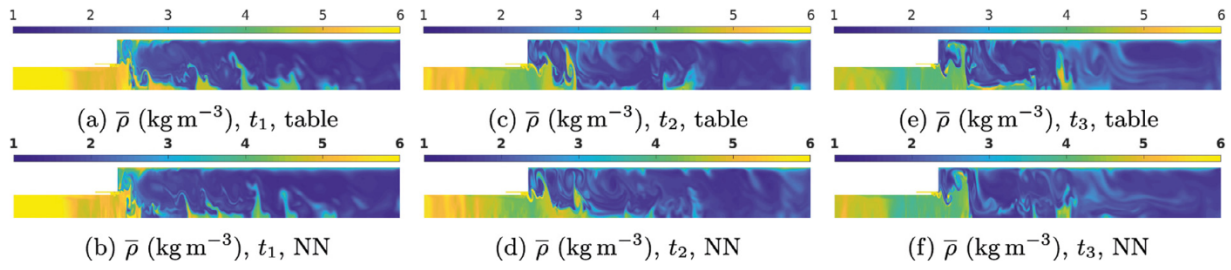 1 2 3 4 5 6 1 2 3 4 5 6 1 2 3 4 5 6
(a) ρ̅ (kg m⁻³), t₁, table (c) ρ̅ (kg m⁻³), t₂, table (e) ρ̅ (kg m⁻³), t₃, table
1 2 3 4 5 6 1 2 3 4 5 6 1 2 3 4 5 6
(b) ρ̅ (kg m⁻³), t₁, NN (d) ρ̅ (kg m⁻³), t₂, NN (f) ρ̅ (kg m⁻³), t₃, NN